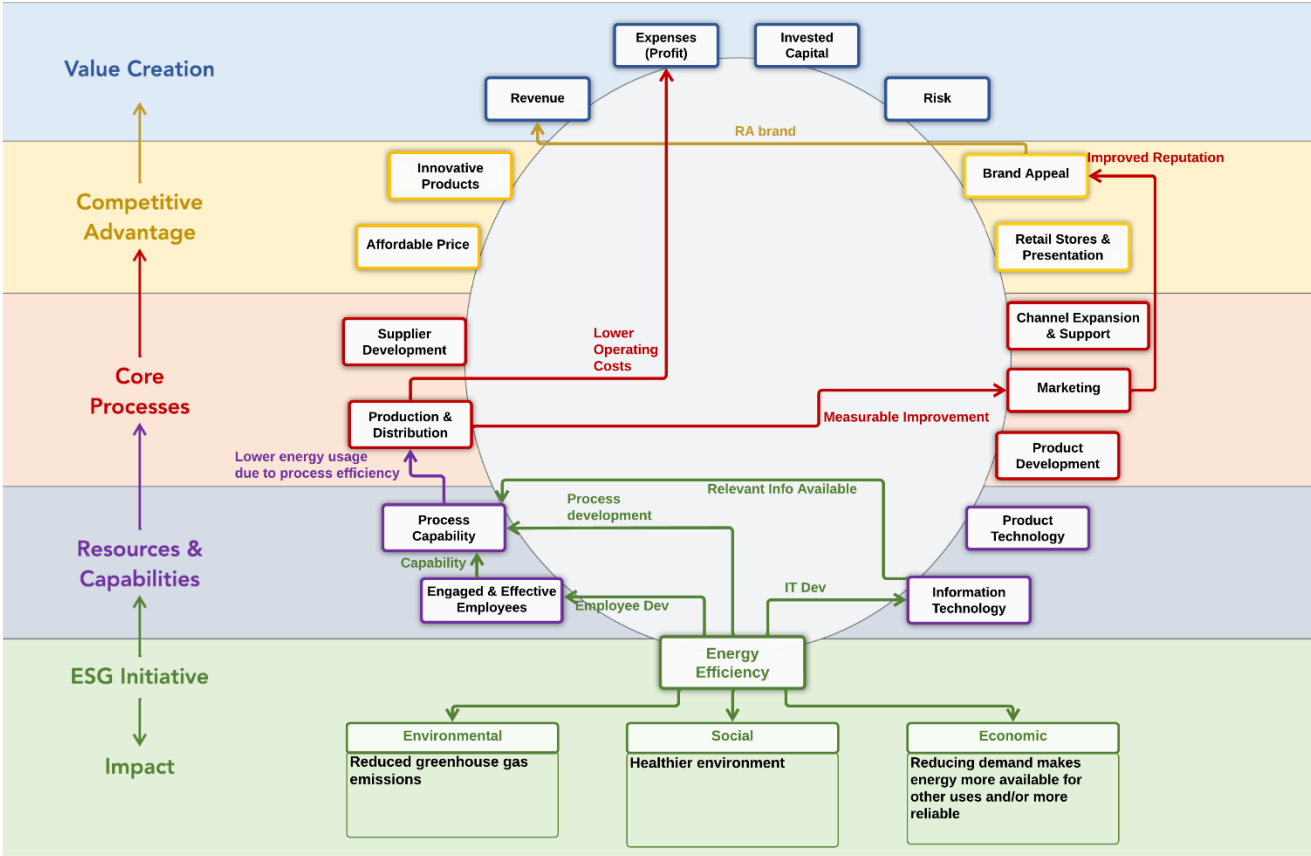 Value Creation
Competitive
Advantage
Core
Processes
Resources &
Capabilities
ESG Initiative
Impact
Expenses
(Profit)
Invested
Capital
Revenue
Risk
RA brand
Innovative
Products
Brand Appeal
Improved Reputation
Affordable Price
Retail Stores &
Presentation
Supplier
Development
Lower
Operating
Costs
Channel Expansion
& Support
Production &
Distribution
Marketing
Measurable Improvement
Product
Development
Lower energy usage
due to process efficiency
Relevant Info Available
Process
development
Process
Capability
Product
Technology
Capability
Engaged & Effective
Employees
Employee Dev
IT Dev
Information
Technology
Energy
Efficiency
Environmental
Reduced greenhouse gas
emissions
Social
Healthier environment
Economic
Reducing demand makes
energy more available for
other uses and/or more
reliable